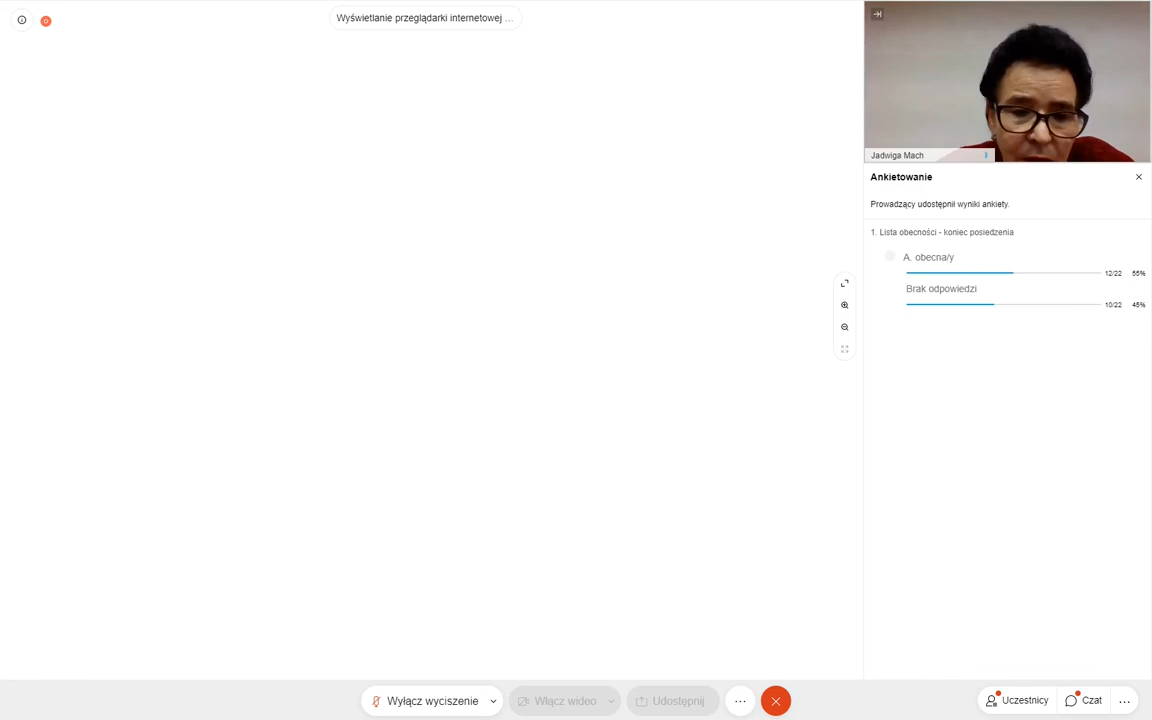 Wyświetlanie przeglądarki internetowej ...
Jadwiga Mach
Ankietowanie
Prowadzący udostępnił wyniki ankiety.
1. Lista obecności - koniec posiedzenia
A. obecna/y
12/22 55%
Brak odpowiedzi
10/22 45%
Wyłącz wyciszenie
Włącz wideo
Udostępnij
Uczestnicy
Czat